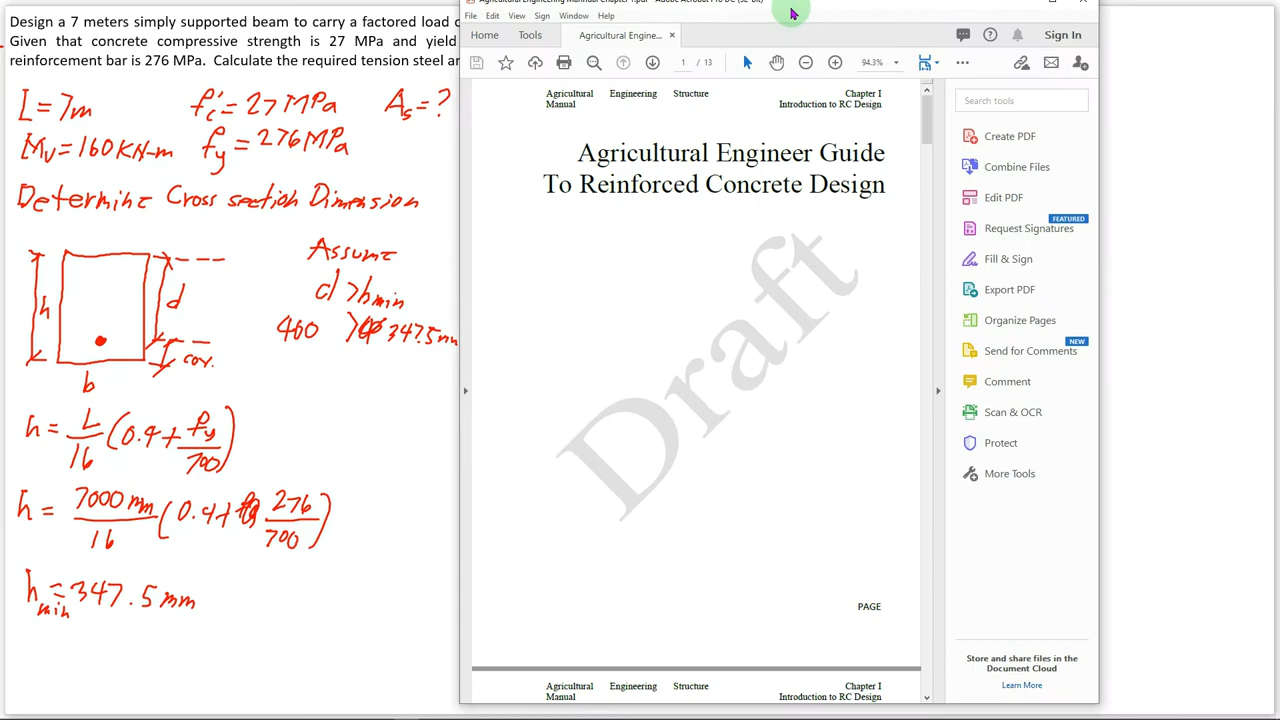 Design a 7 meters simply supported beam to carry a factored load
Given that concrete compressive strength is 27 MPa and yield
reinforcement bar is 276 MPa. Calculate the required tension steel
L = 7m
f'c = 27 MPa
As = ?
Mu = 160 KN-m
fy = 276 MPa
Determine Cross section Dimension
Assume
d > hmin
400 > 347.5 mm
h
d
cov.
b
h = L/16 (0.4 + fy/700)
h = 7000 mm/16 (0.4 + 276/700)
hmin = 347.5 mm
File Edit View Sign Window Help
Home Tools Agricultural Engine... × Sign In
1 / 13 94.3%
Agricultural Engineering Structure Chapter I
Manual Introduction to RC Design
Agricultural Engineer Guide
To Reinforced Concrete Design
Draft
PAGE
Agricultural Engineering Structure Chapter I
Manual Introduction to RC Design
Search tools
Create PDF
Combine Files
Edit PDF
FEATURED
Request Signatures
Fill & Sign
Export PDF
Organize Pages
NEW
Send for Comments
Comment
Scan & OCR
Protect
More Tools
Store and share files in the
Document Cloud
Learn More